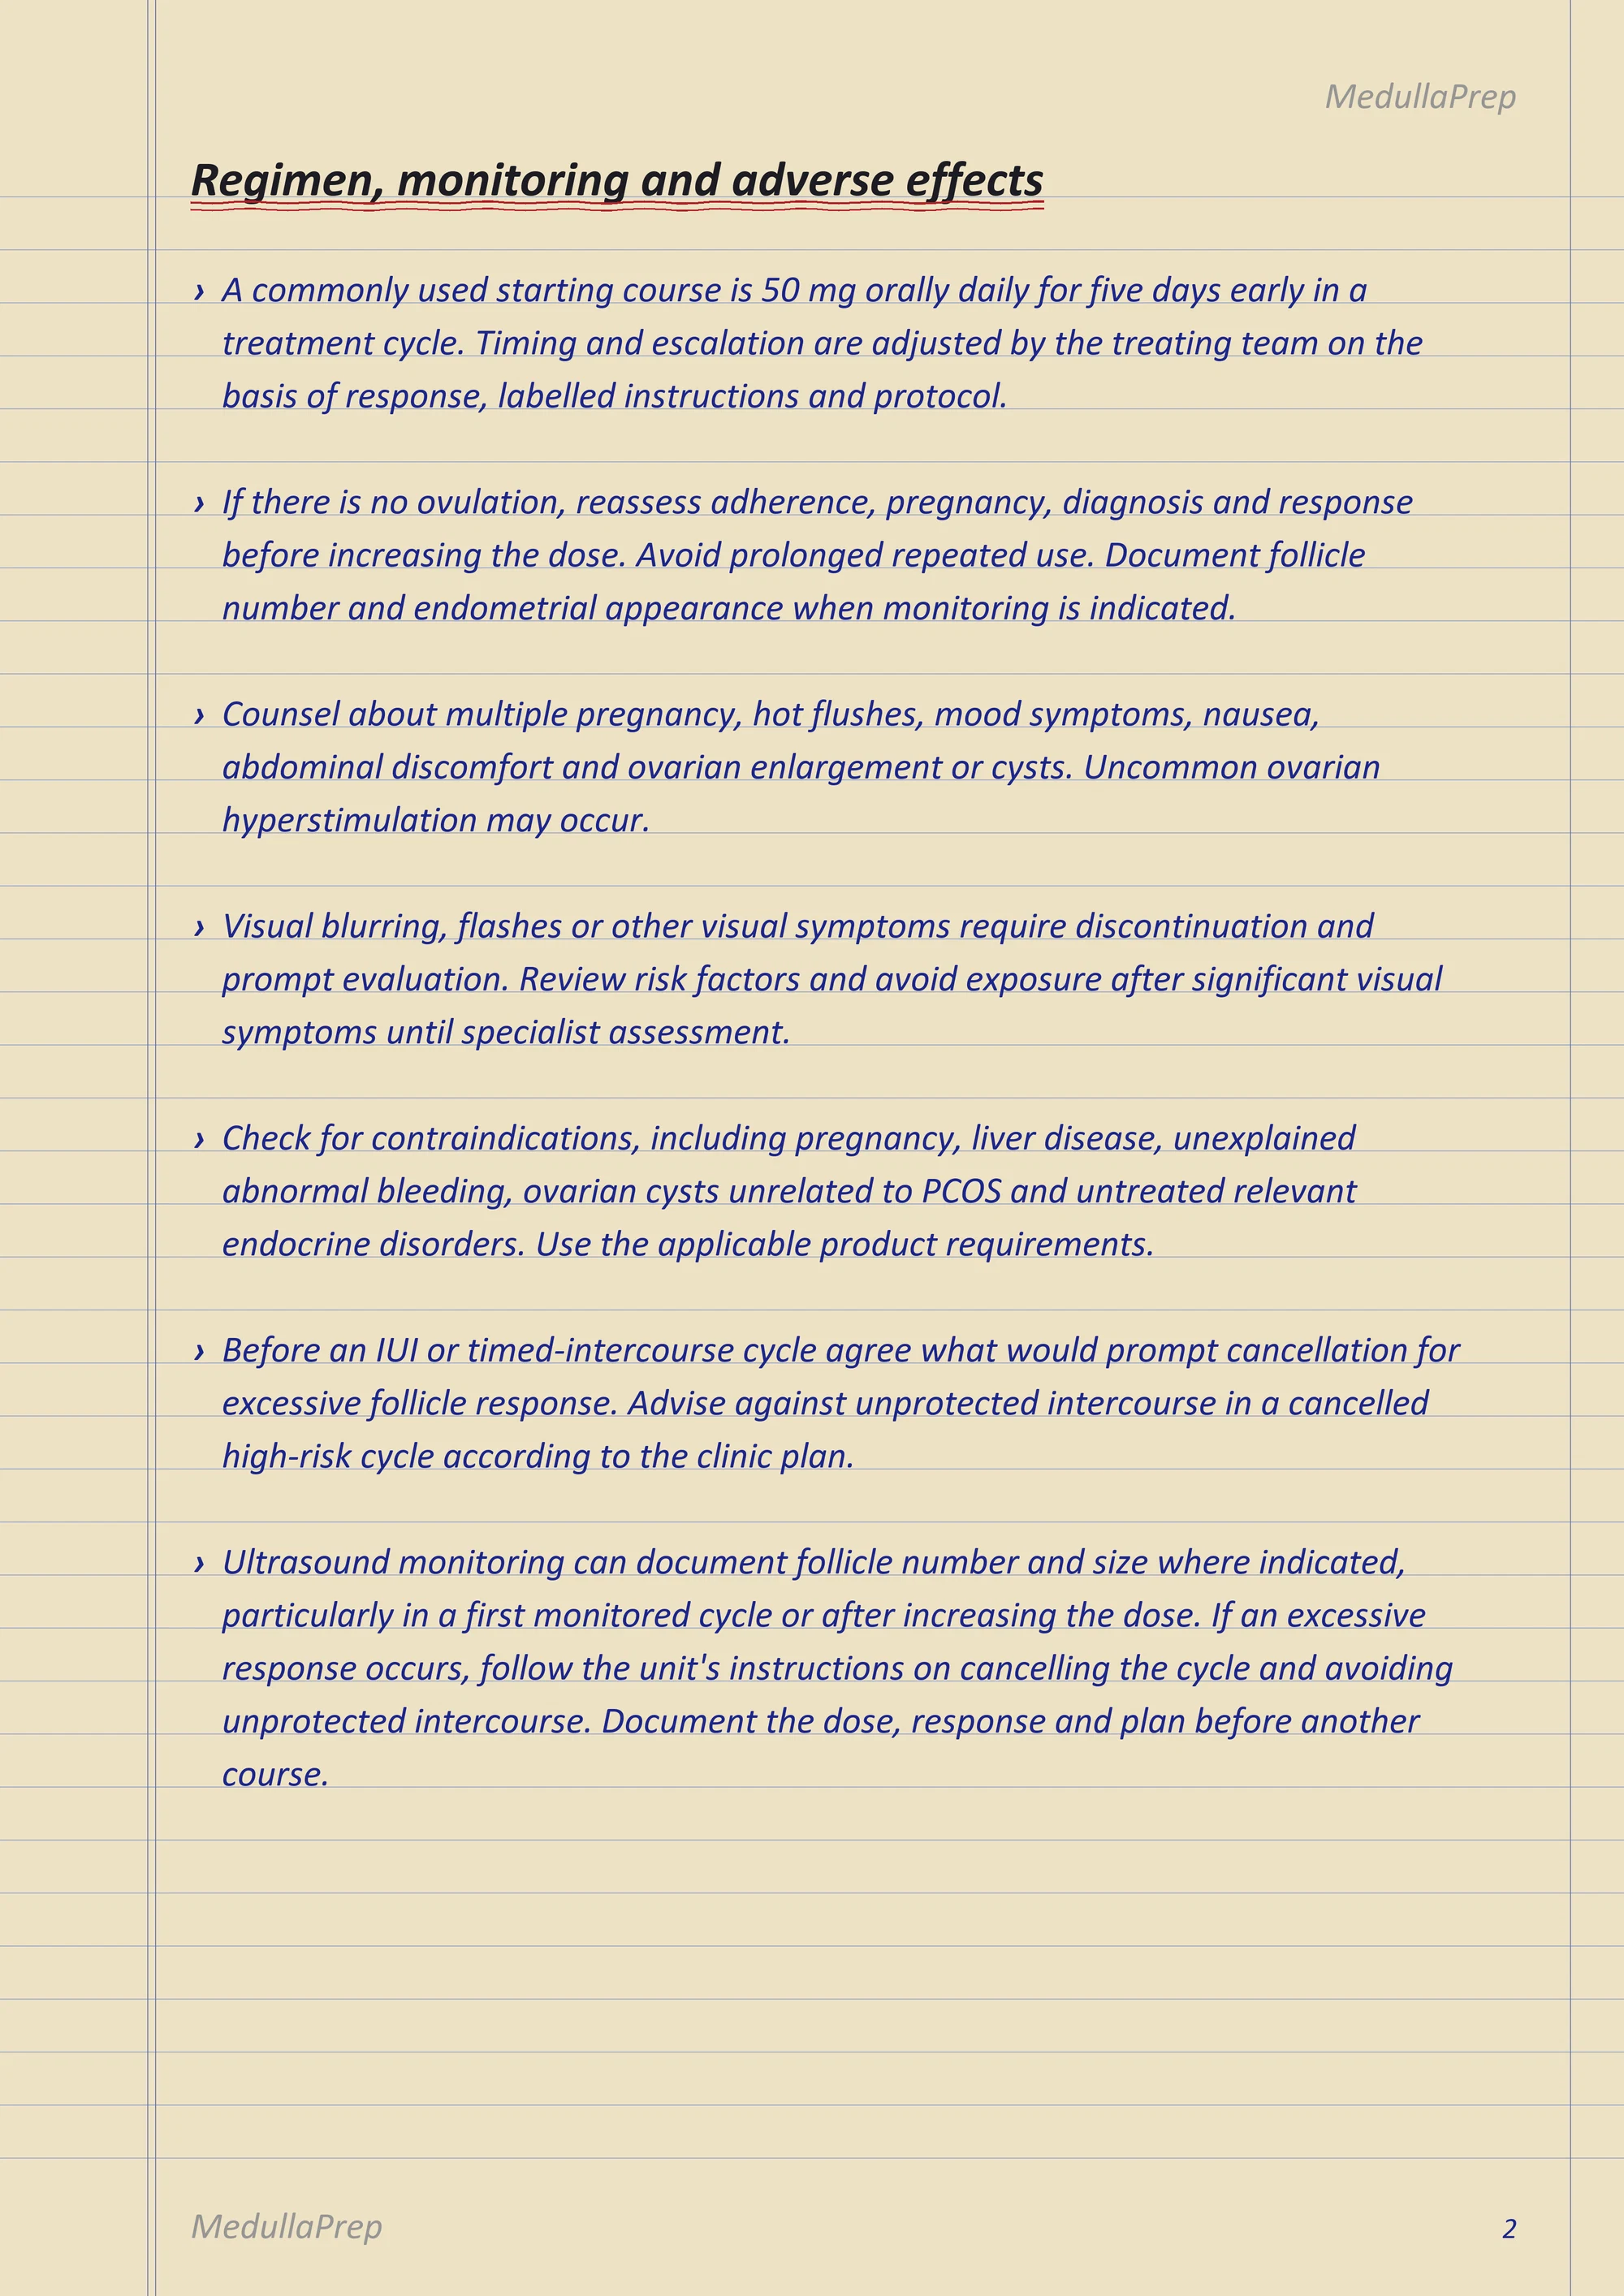 MedullaPrep
Regimen, monitoring and adverse effects
› A commonly used starting course is 50 mg orally daily for five days early in a
treatment cycle. Timing and escalation are adjusted by the treating team on the
basis of response, labelled instructions and protocol.
› If there is no ovulation, reassess adherence, pregnancy, diagnosis and response
before increasing the dose. Avoid prolonged repeated use. Document follicle
number and endometrial appearance when monitoring is indicated.
› Counsel about multiple pregnancy, hot flushes, mood symptoms, nausea,
abdominal discomfort and ovarian enlargement or cysts. Uncommon ovarian
hyperstimulation may occur.
› Visual blurring, flashes or other visual symptoms require discontinuation and
prompt evaluation. Review risk factors and avoid exposure after significant visual
symptoms until specialist assessment.
› Check for contraindications, including pregnancy, liver disease, unexplained
abnormal bleeding, ovarian cysts unrelated to PCOS and untreated relevant
endocrine disorders. Use the applicable product requirements.
› Before an IUI or timed-intercourse cycle agree what would prompt cancellation for
excessive follicle response. Advise against unprotected intercourse in a cancelled
high-risk cycle according to the clinic plan.
› Ultrasound monitoring can document follicle number and size where indicated,
particularly in a first monitored cycle or after increasing the dose. If an excessive
response occurs, follow the unit's instructions on cancelling the cycle and avoiding
unprotected intercourse. Document the dose, response and plan before another
course.
MedullaPrep
2